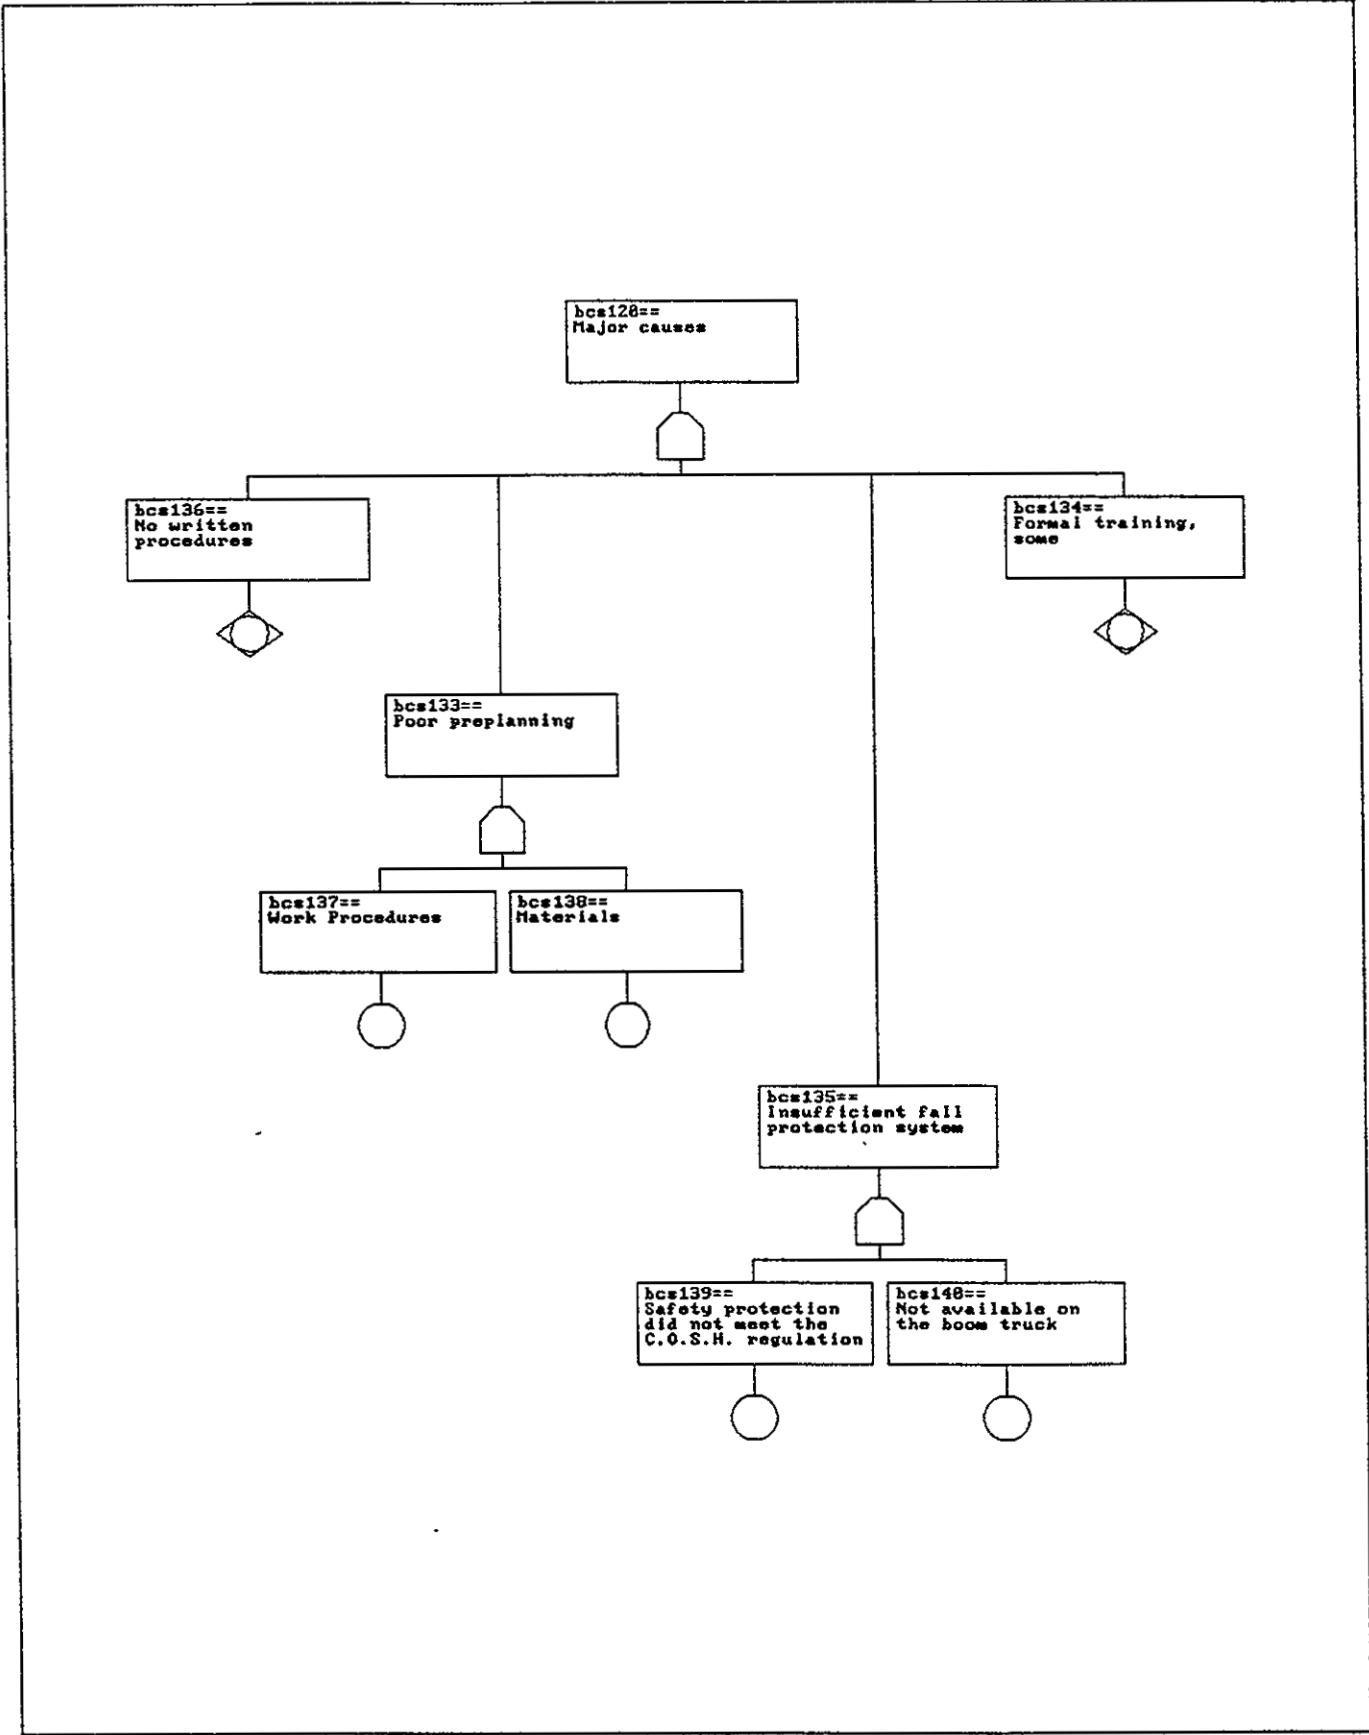 bcs120==
Major causes
bcs136==
No written
procedures
bcs134==
Formal training,
some
bcs133==
Poor preplanning
bcs137==
Work Procedures
bcs138==
Materials
bcs135==
Insufficient fall
protection system
bcs139==
Safety protection
did not meet the
C.O.S.H. regulation
bcs140==
Not available on
the boom truck